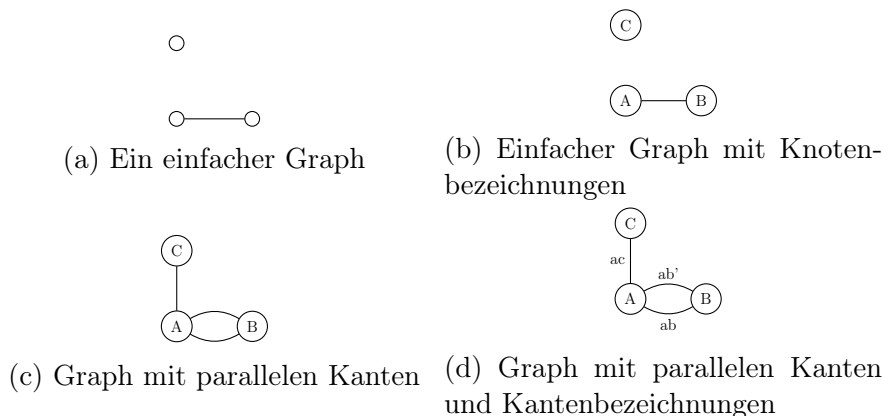 C
A B
(a) Ein einfacher Graph
(b) Einfacher Graph mit Knoten-
bezeichnungen
C
A B
(c) Graph mit parallelen Kanten
C
ac
ab'
A B
ab
(d) Graph mit parallelen Kanten
und Kantenbezeichnungen